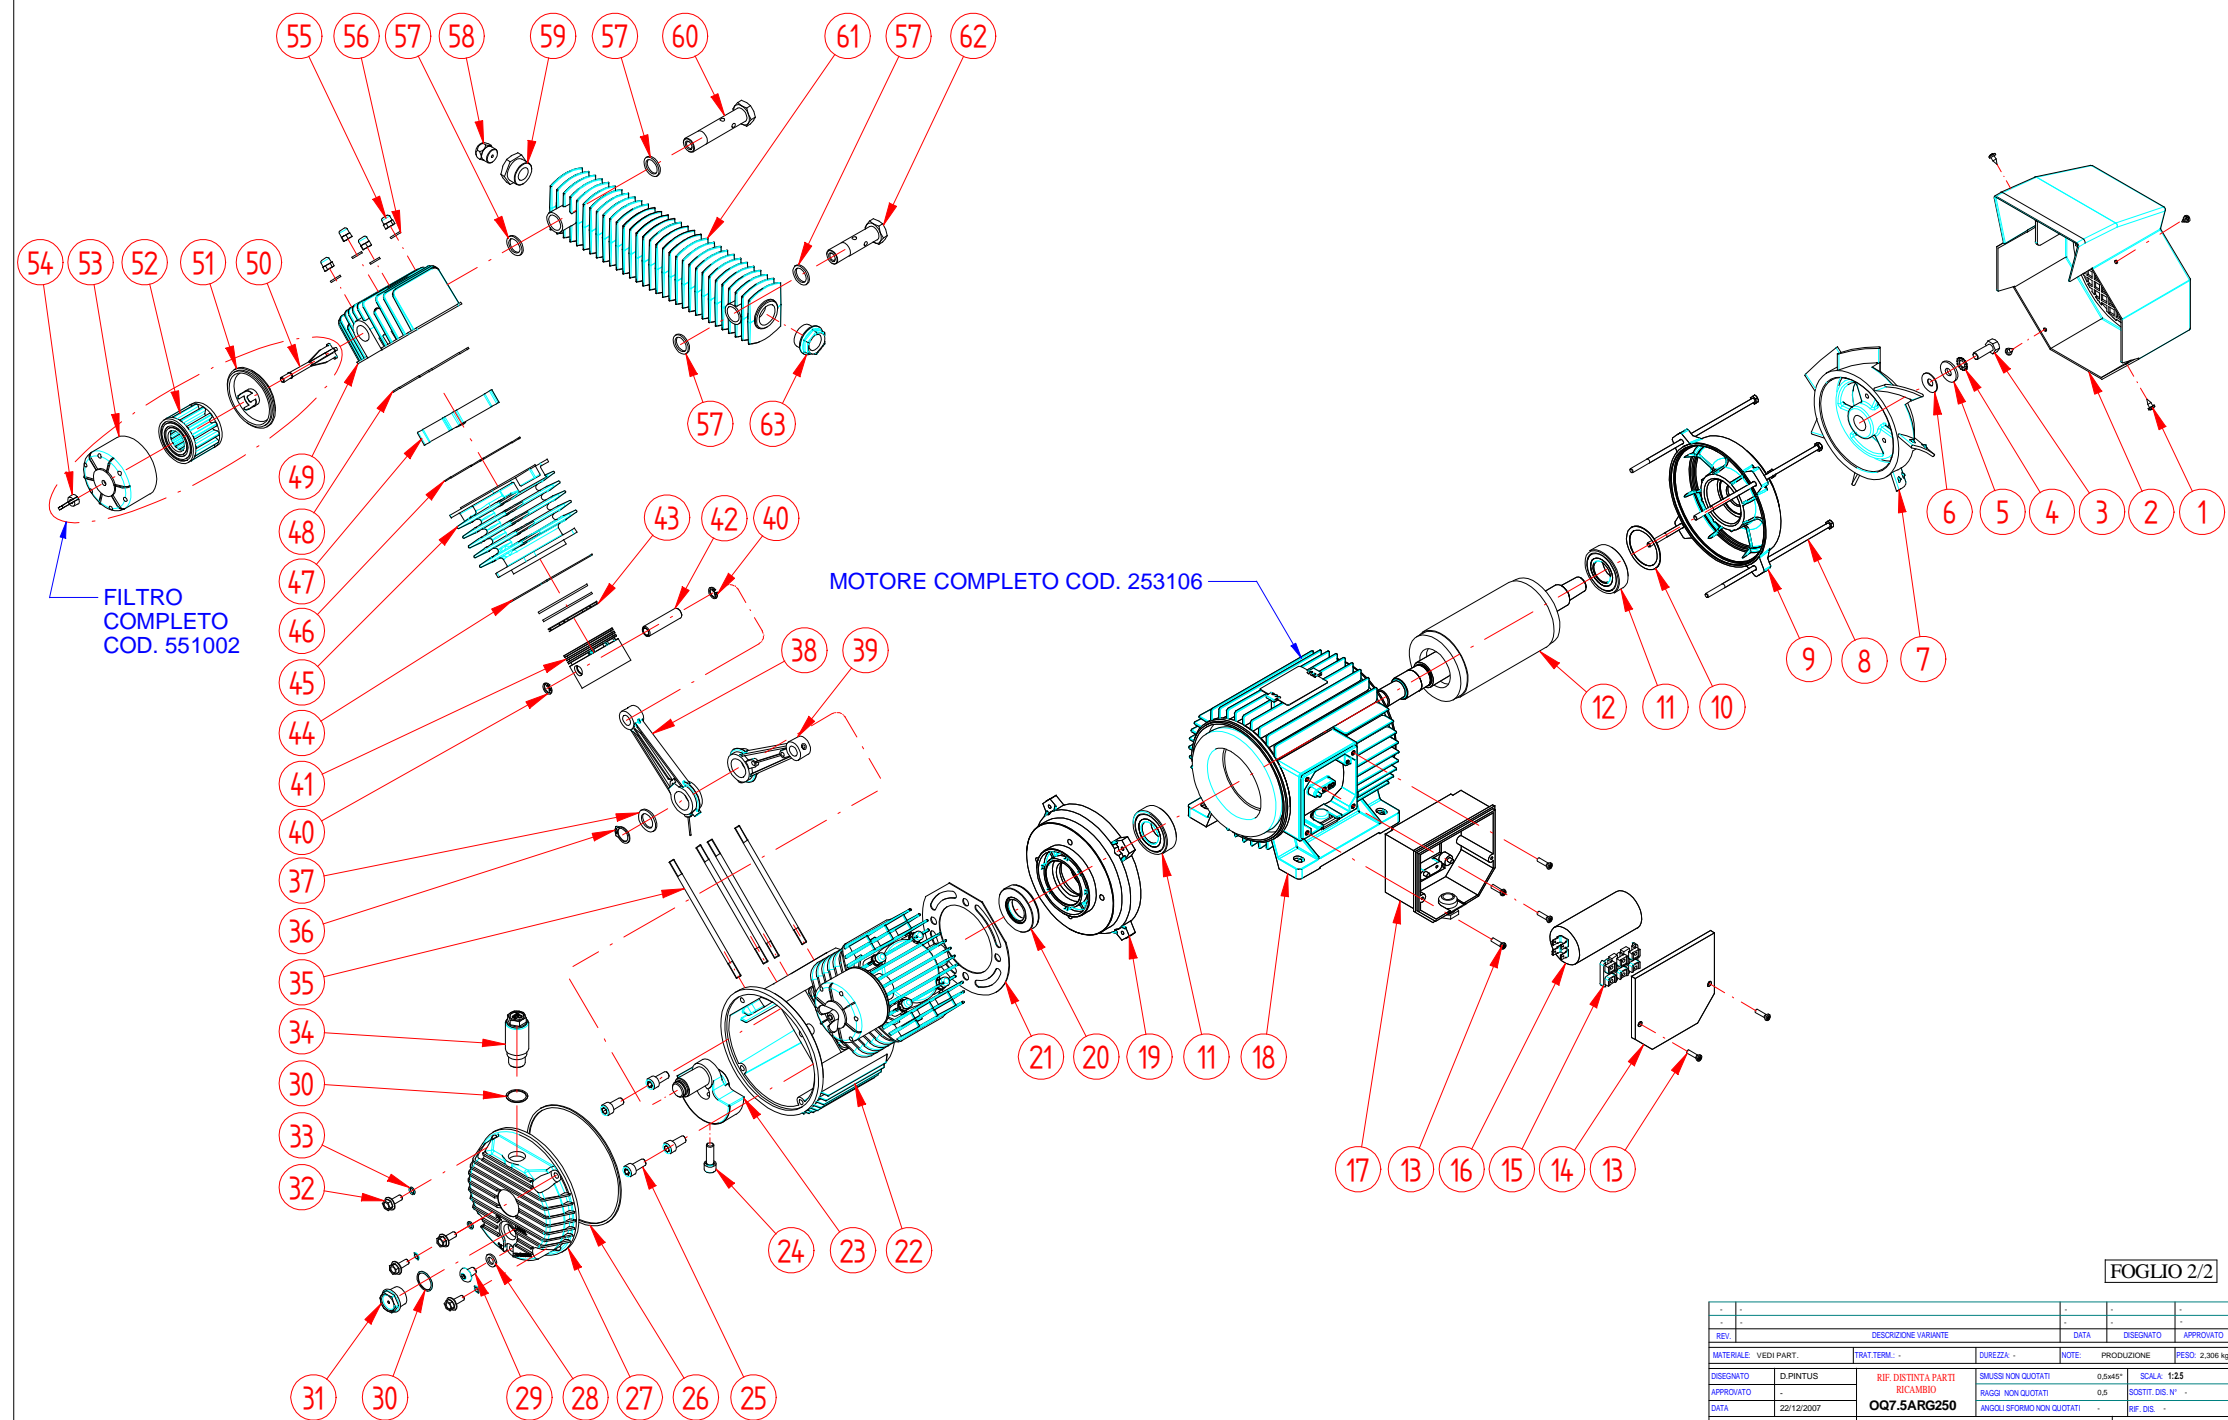 55 56 57 58 59 57 60 61 57 62
54 53 52 51 50
49
48
47
46
45
44
41
40
37
36
35
34
30
33
32
43 42 40
57 63
38 39
FILTRO
COMPLETO
COD. 551002
MOTORE COMPLETO COD. 253106
6 5 4 3 2 1
12 11 10 9 8 7
21 20 19 11 18
17 13 16 15 14 13
24 23 22
31 30 29 28 27 26 25
FOGLIO 2/2
- - - - -
- - - - -
REV. DESCRIZIONE VARIANTE DATA DISEGNATO APPROVATO
MATERIALE: VEDI PART. TRAT.TERM.: - DUREZZA: - NOTE: PRODUZIONE PESO: 2,306 kg
DISEGNATO D.PINTUS
APPROVATO -
DATA 22/12/2007
RIF. DISTINTA PARTI
RICAMBIO
OQ7.5ARG250
SMUSSI NON QUOTATI 0,5x45°
RAGGI NON QUOTATI 0,5
ANGOLI SFORMO NON QUOTATI -
SCALA: 1:2.5
SOSTIT. DIS. N° -
RIF. DIS. -